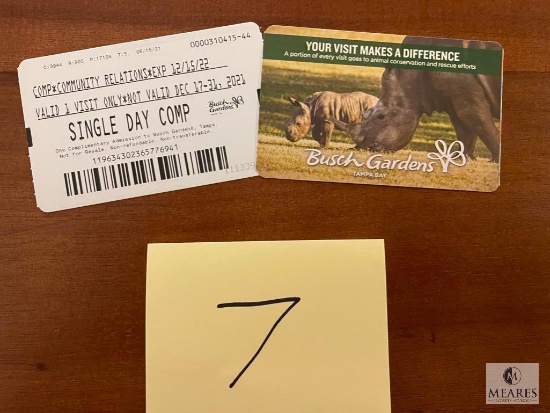 0000310415-44
COMP*COMMUNITY RELATIONS*EXP 12/15/22
VALID 1 VISIT ONLY*NOT VALID DEC 17-31, 2021
SINGLE DAY COMP
Busch Gardens
One Complimentary Admission to Busch Gardens, Tampa.
Not for Resale Non-refundable Non-transferable.
119634302365776941
YOUR VISIT MAKES A DIFFERENCE
A portion of every visit goes to animal conservation and rescue efforts
Busch Gardens
TAMPA BAY
7
M
MEARES